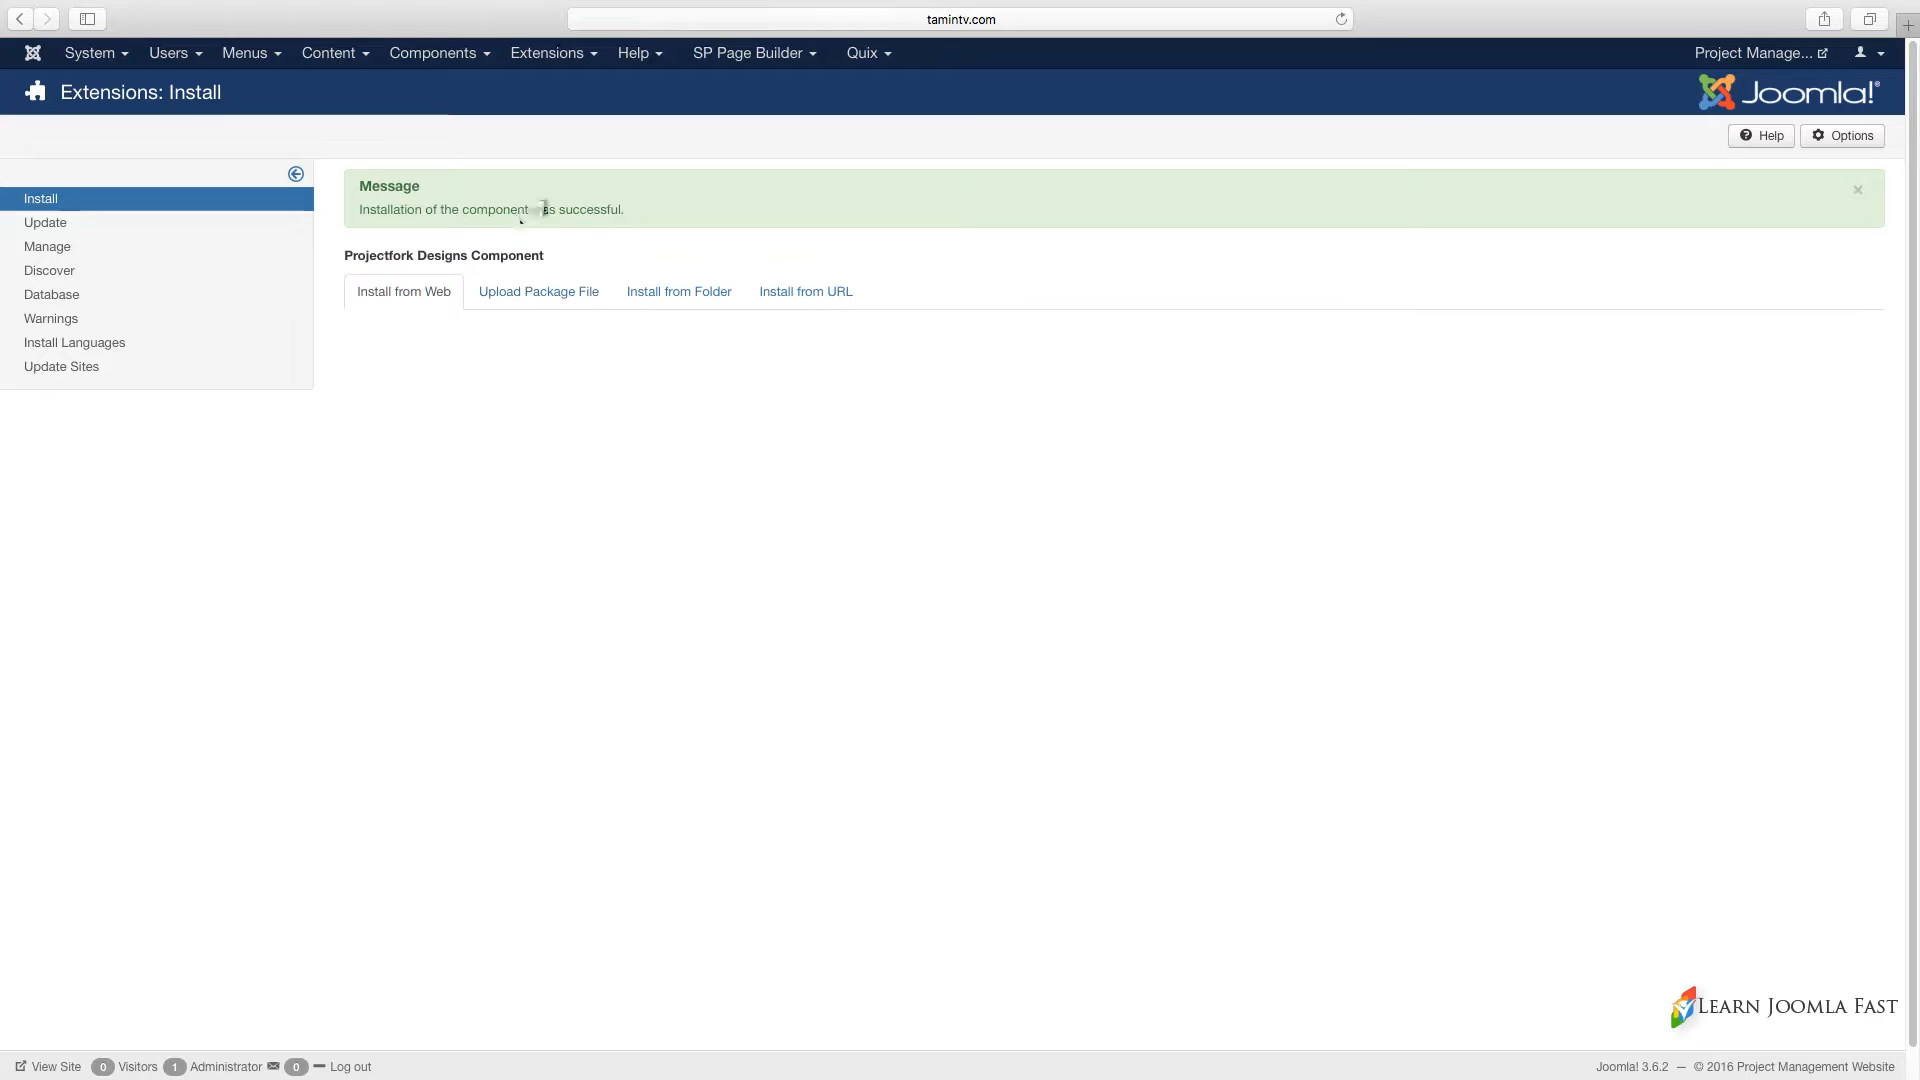 tamintv.com
System Users Menus Content Components Extensions Help SP Page Builder Quix Project Manage...
Extensions: Install
Joomla!®
Help Options
Install
Update
Manage
Discover
Database
Warnings
Install Languages
Update Sites
Message
Installation of the component successful.
Projectfork Designs Component
Install from Web Upload Package File Install from Folder Install from URL
Learn Joomla Fast
View Site 0 Visitors 1 Administrator 0 Log out Joomla! 3.6.2 — © 2016 Project Management Website